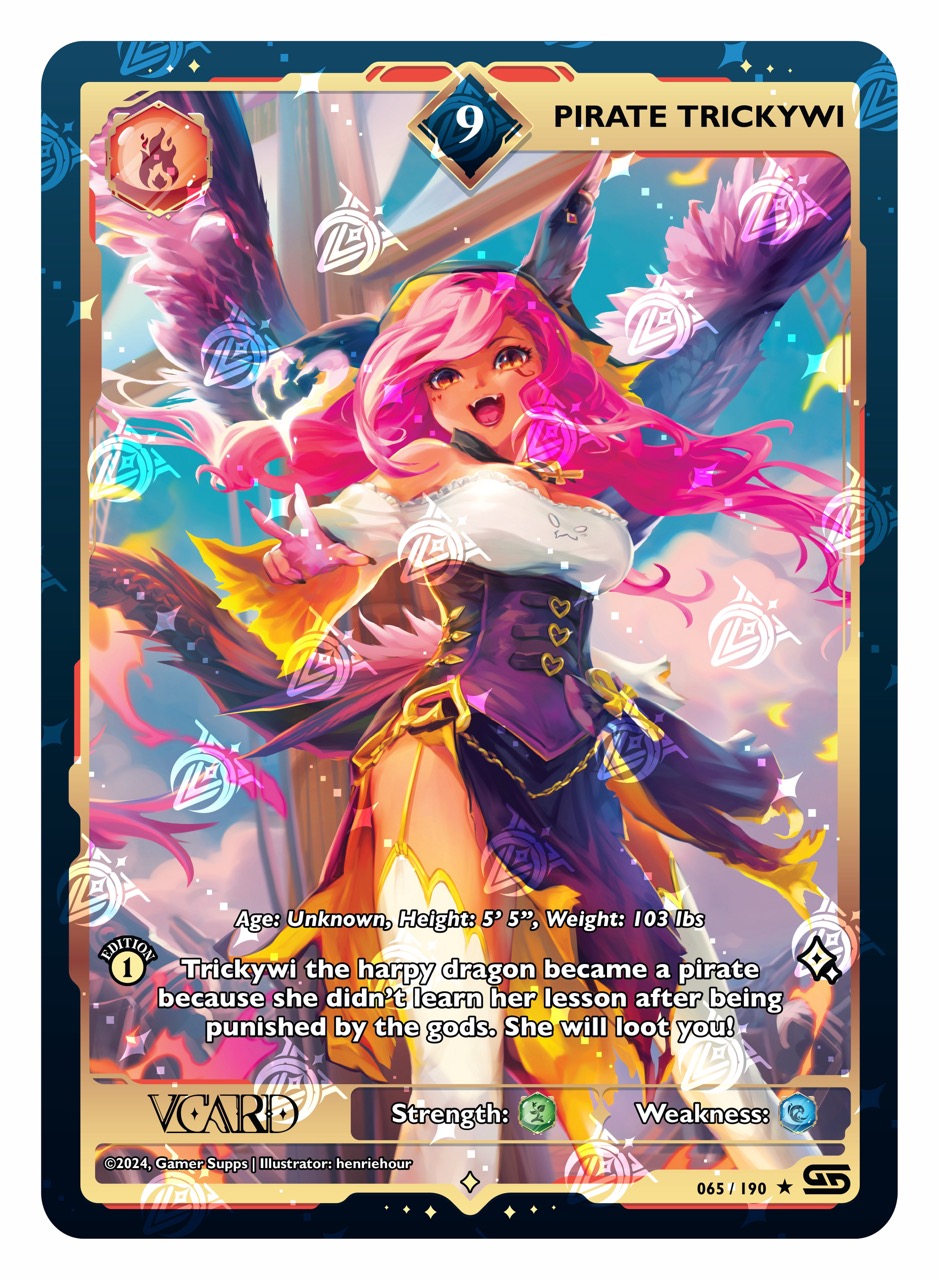 9
PIRATE TRICKYWI
Age: Unknown, Height: 5’ 5”, Weight: 103 lbs
EDITION
1
Trickywi the harpy dragon became a pirate
because she didn’t learn her lesson after being
punished by the gods. She will loot you!
VCARD
Strength:
Weakness:
©2024, Gamer Supps | Illustrator: henriehour
065 / 190 ★
GS